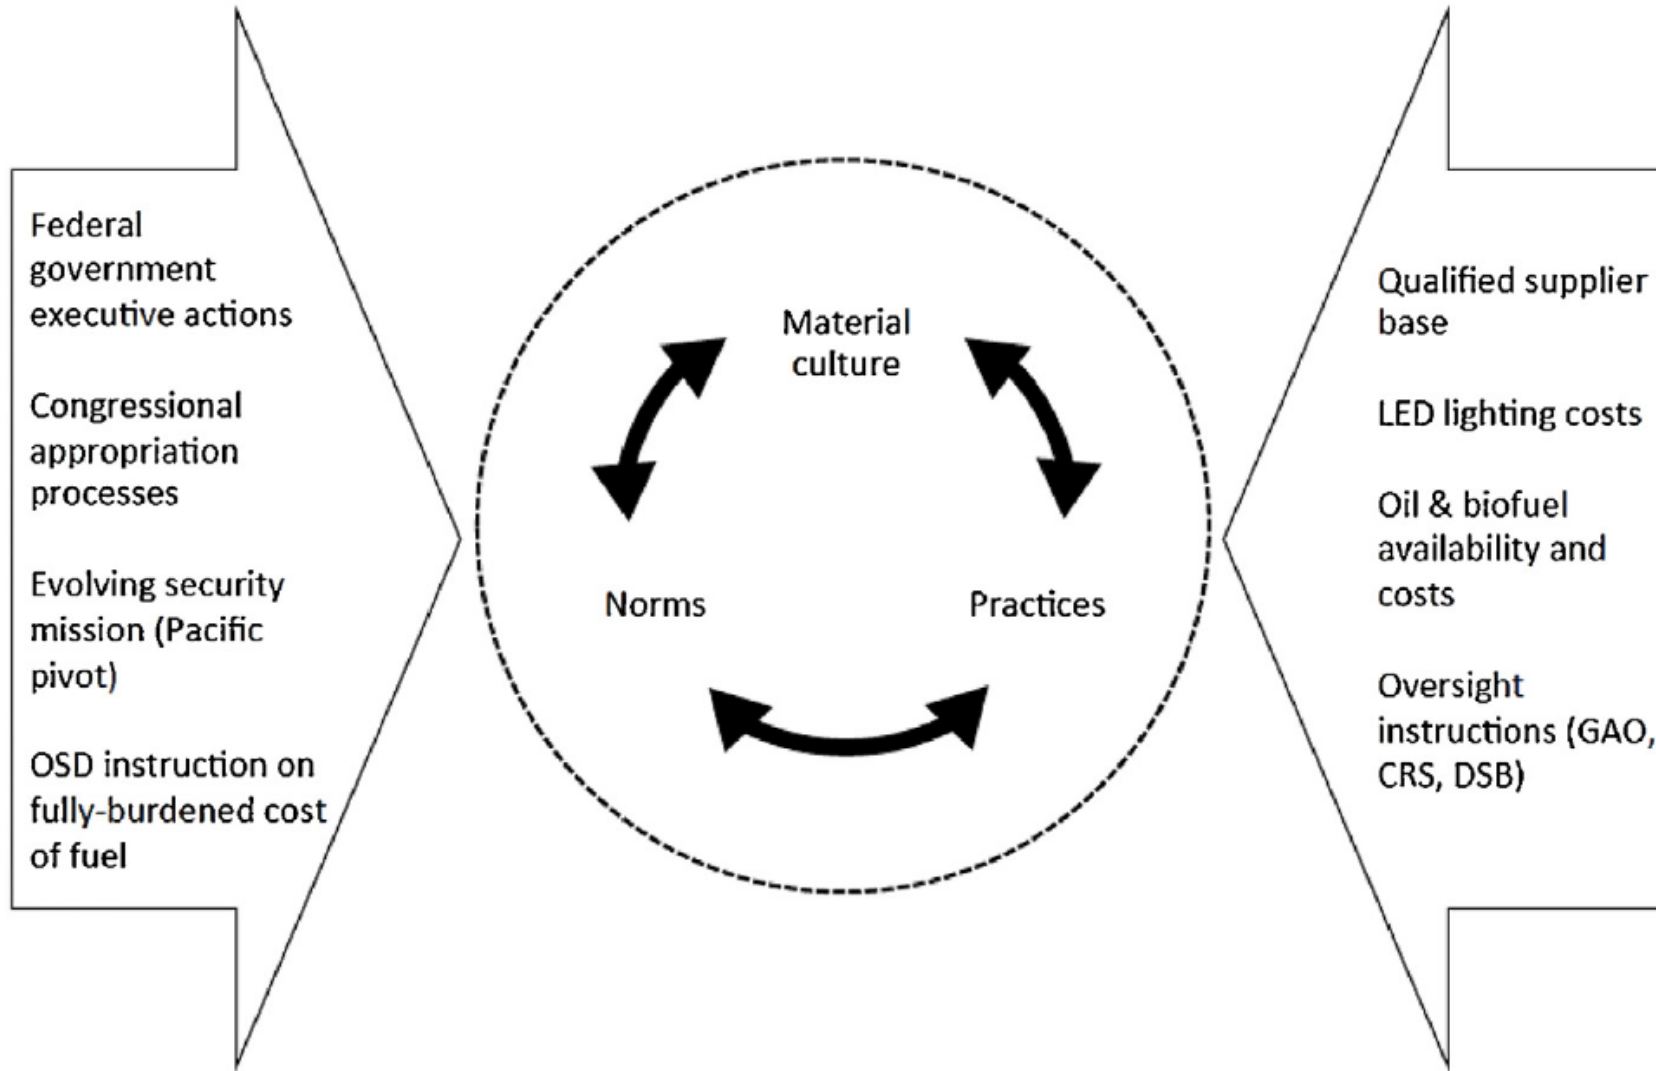 Federal
government
executive actions
Congressional
appropriation
processes
Evolving security
mission (Pacific
pivot)
OSD instruction on
fully-burdened cost
of fuel
Material
culture
Norms
Practices
Qualified supplier
base
LED lighting costs
Oil & biofuel
availability and
costs
Oversight
instructions (GAO,
CRS, DSB)